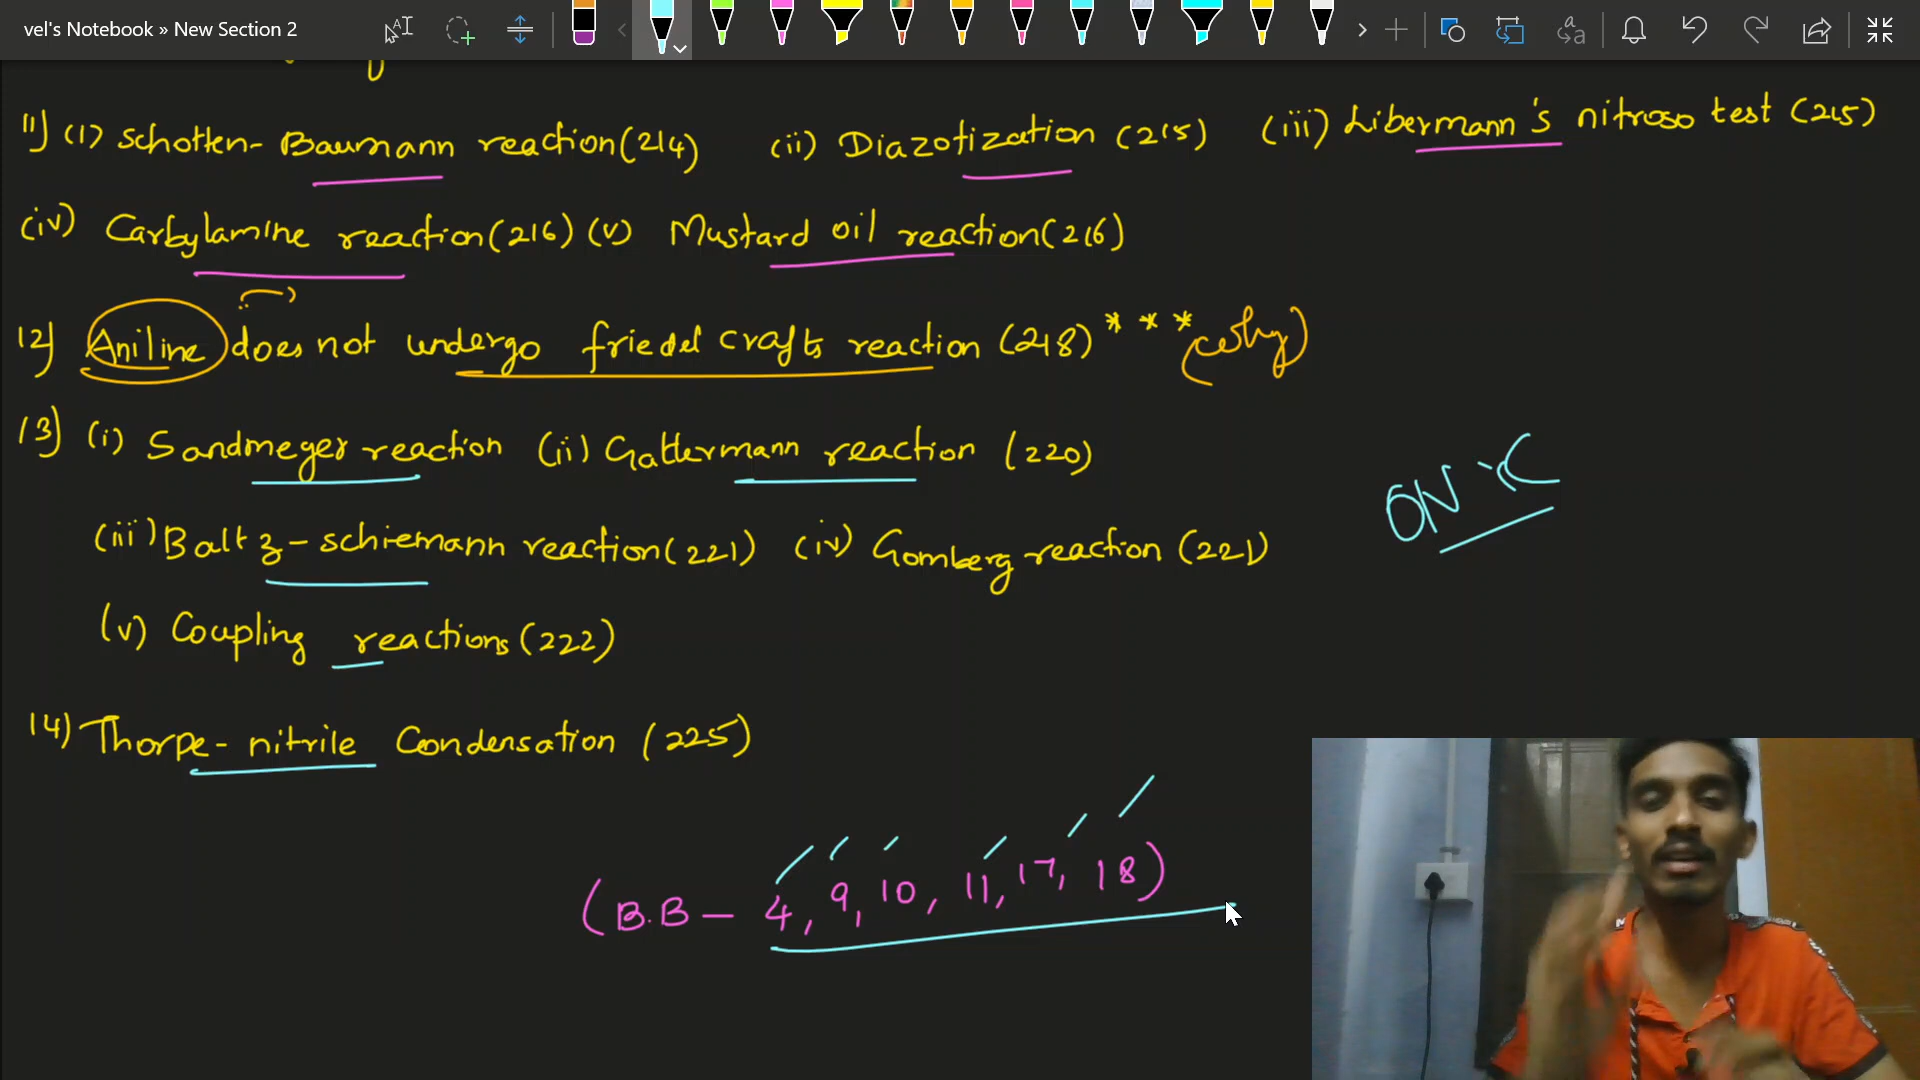 vel's Notebook » New Section 2
11) (i) Schotten-Baumann reaction(214) (ii) Diazotization (215) (iii) Libermann's nitroso test (215)
(iv) Carbylamine reaction(216) (v) Mustard oil reaction(216)
12) Aniline does not undergo friedel crafts reaction (218) *** (why)
13) (i) Sandmeyer reaction (ii) Gattermann reaction (220)
ON-C
(iii) Baltz-schiemann reaction(221) (iv) Gomberg reaction (221)
(v) Coupling reactions(222)
14) Thorpe-nitrile Condensation (225)
(B.B - 4, 9, 10, 11, 17, 18)